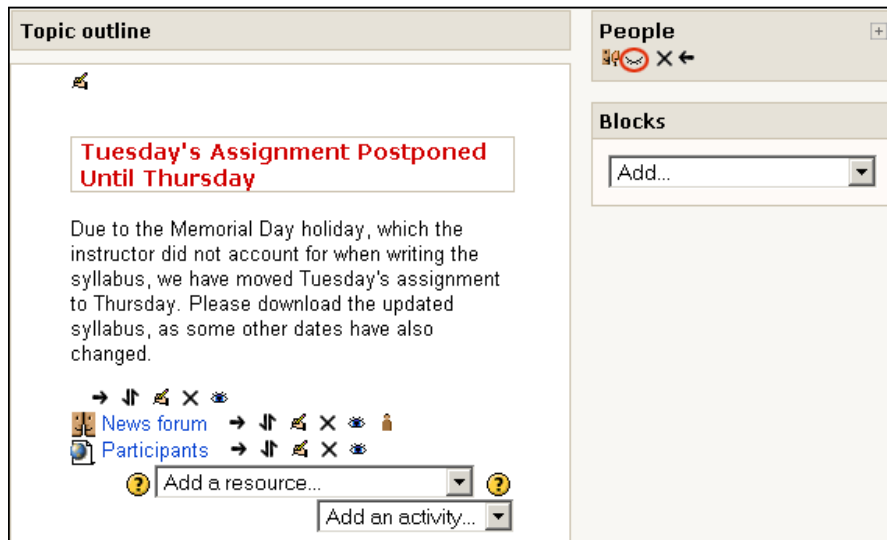 Topic outline
Tuesday's Assignment Postponed
Until Thursday
Due to the Memorial Day holiday, which the
instructor did not account for when writing the
syllabus, we have moved Tuesday's assignment
to Thursday. Please download the updated
syllabus, as some other dates have also
changed.
News forum
Participants
Add a resource...
Add an activity...
People
Blocks
Add...